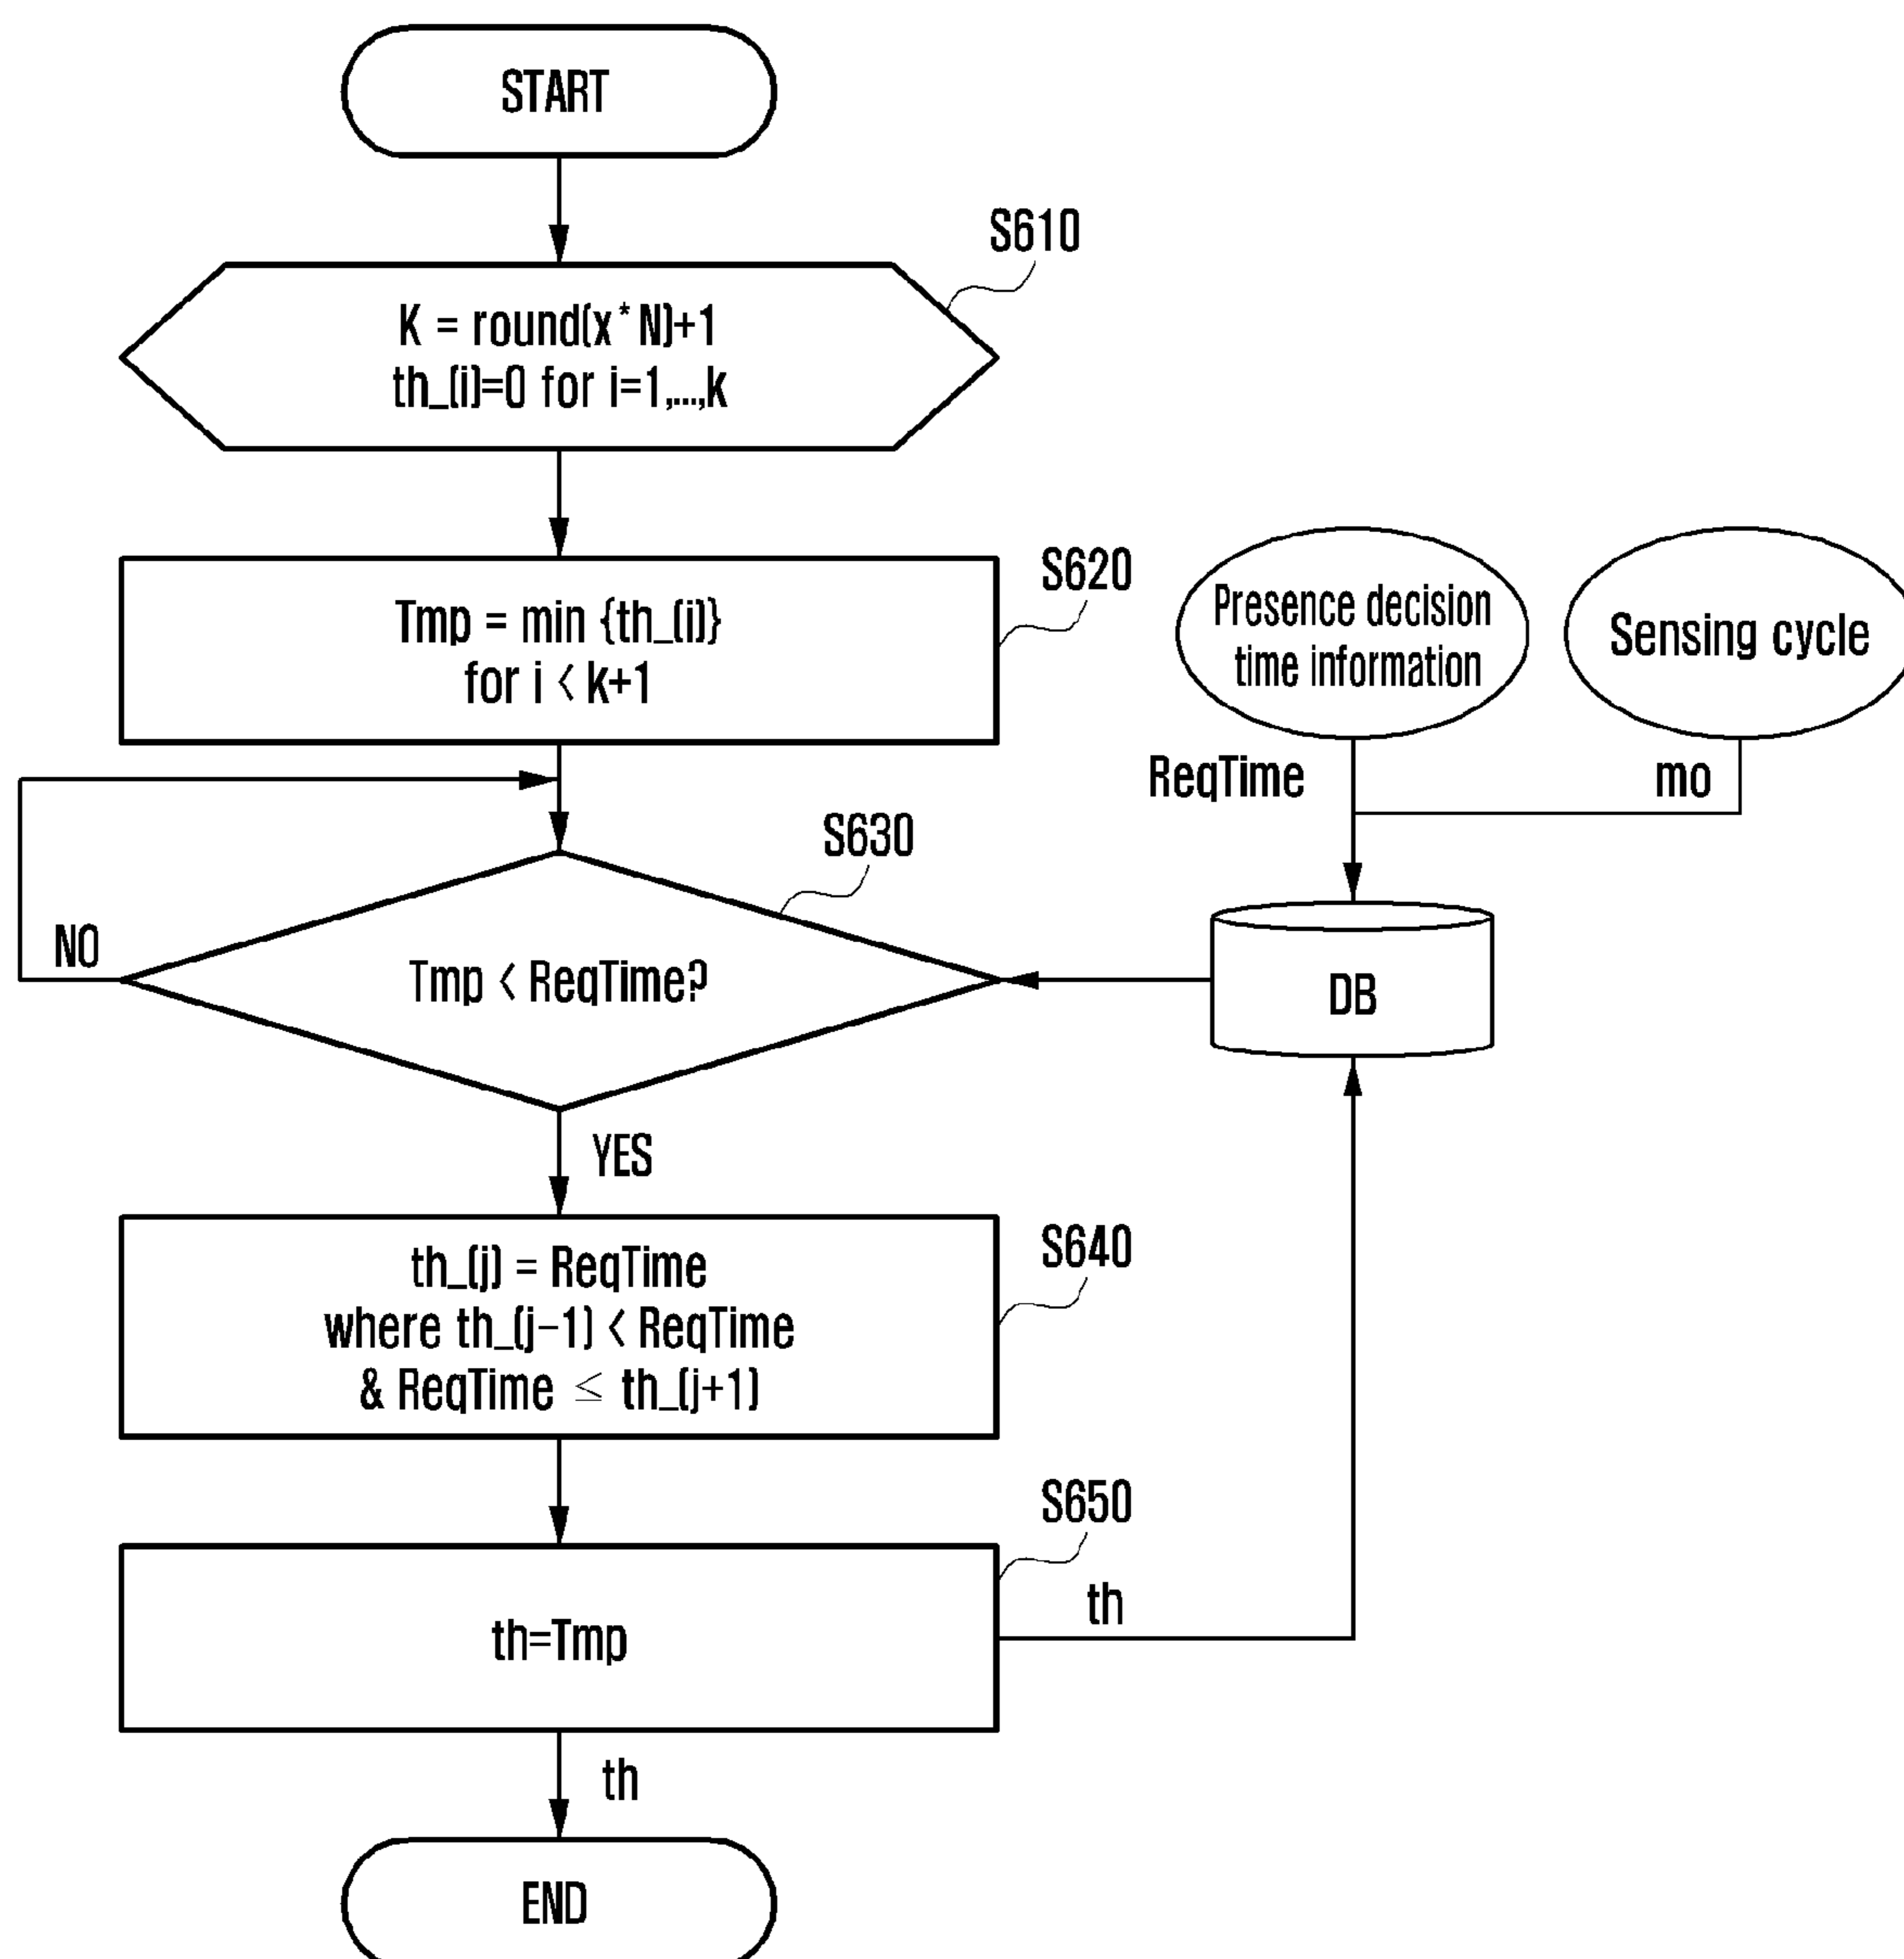 START
S610
K = round(x*N)+1
th_(i)=0 for i=1,...,k
S620
Tmp = min {th_(i)}
for i < k+1
Presence decision
time information
Sensing cycle
ReqTime
mo
S630
NO
Tmp < ReqTime?
DB
YES
S640
th_(j) = ReqTime
where th_(j-1) < ReqTime
& ReqTime ≤ th_(j+1)
S650
th=Tmp
th
th
END